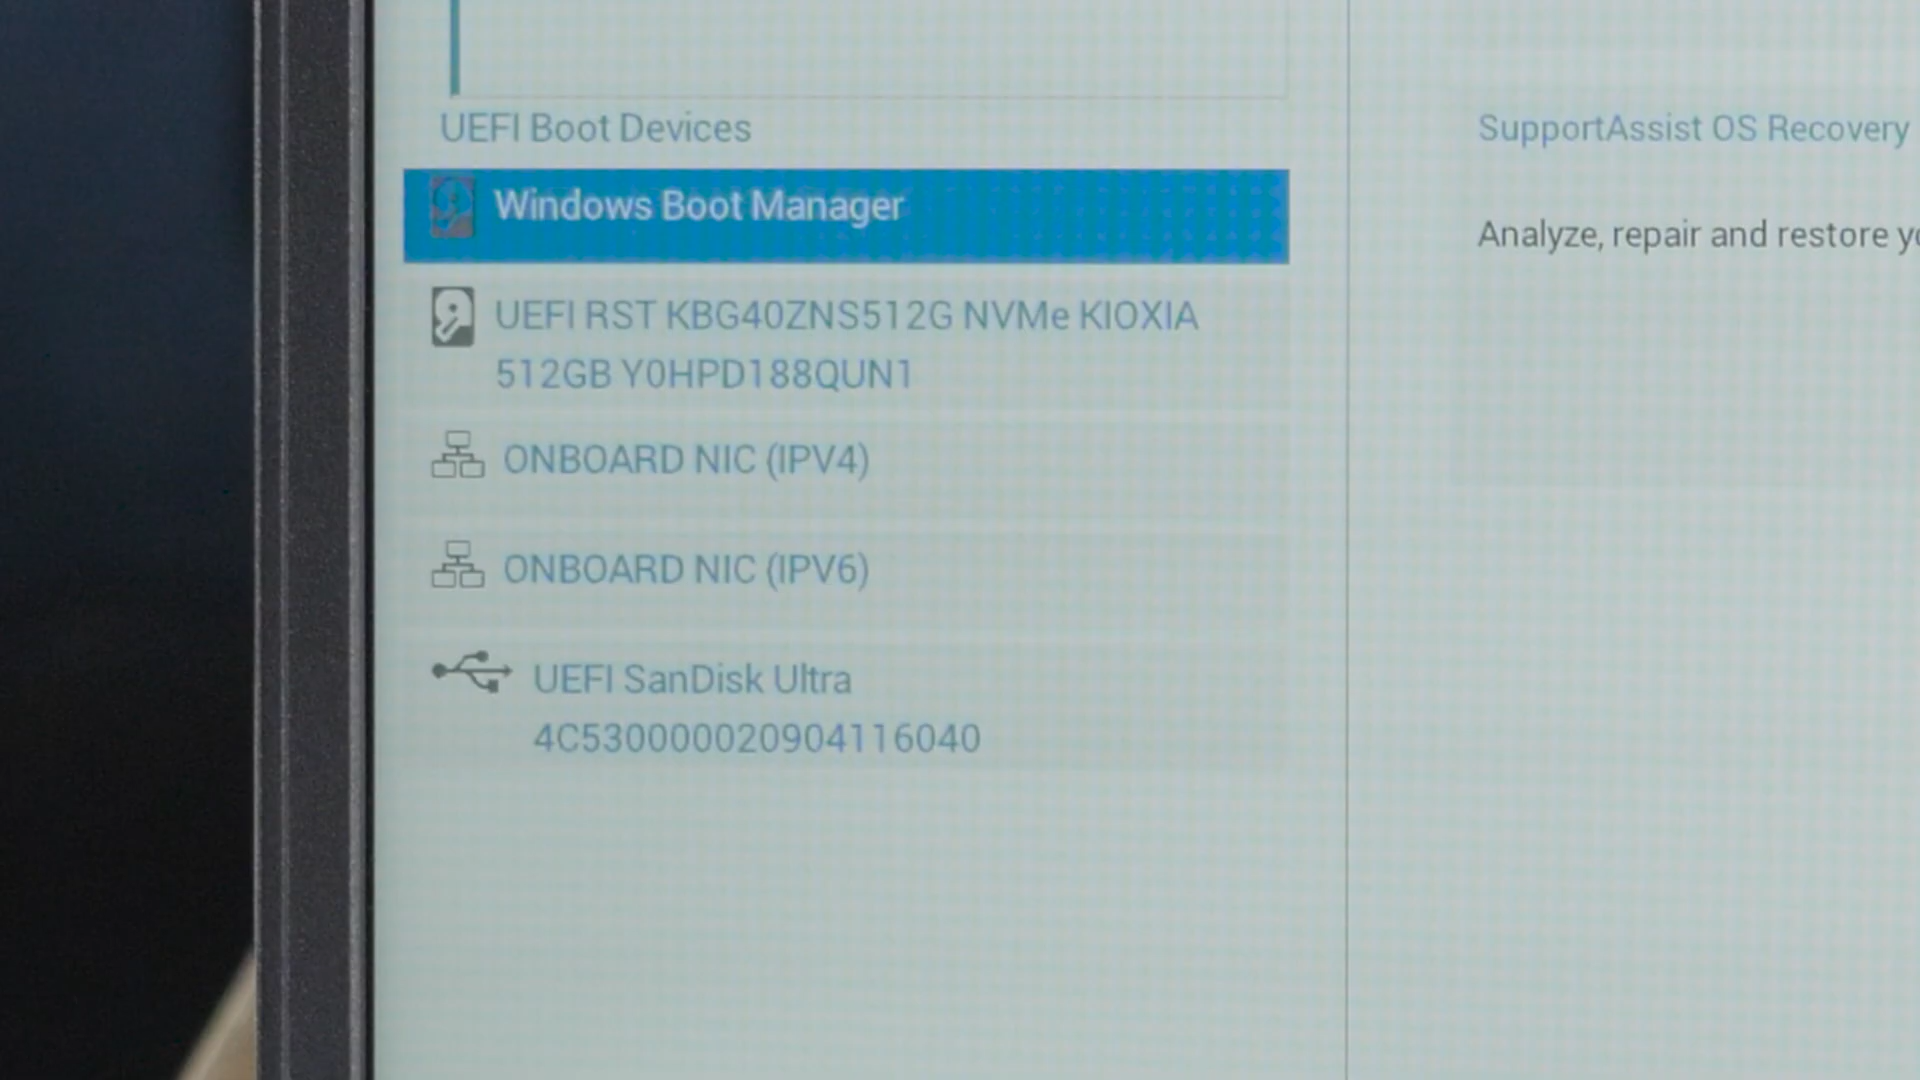 UEFI Boot Devices
Windows Boot Manager
UEFI RST KBG40ZNS512G NVMe KIOXIA
512GB Y0HPD188QUN1
ONBOARD NIC (IPV4)
ONBOARD NIC (IPV6)
UEFI SanDisk Ultra
4C530000020904116040
SupportAssist OS Recovery
Analyze, repair and restore yo